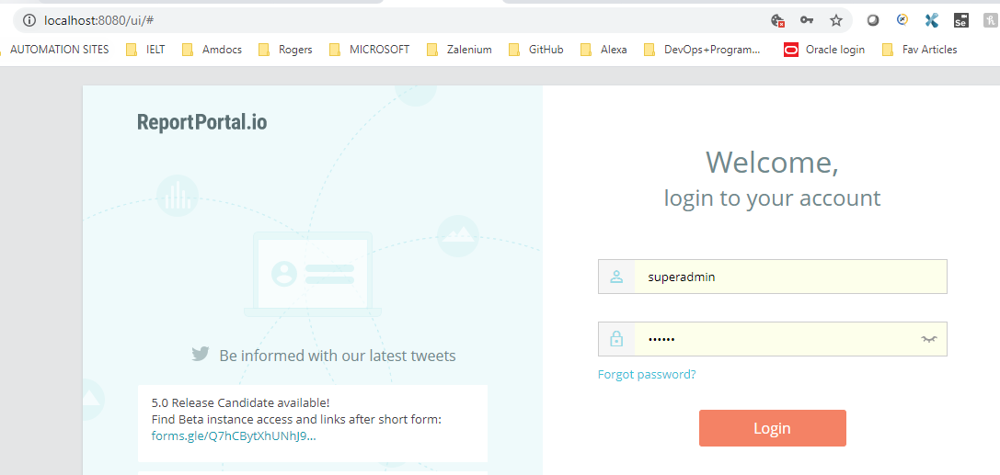 localhost:8080/ui/#
Se
AUTOMATION SITES IELT Amdocs Rogers MICROSOFT Zalenium GitHub Alexa DevOps+Program... Oracle login Fav Articles
ReportPortal.io
Welcome,
login to your account
superadmin
••••••
Forgot password?
Login
Be informed with our latest tweets
5.0 Release Candidate available!
Find Beta instance access and links after short form:
forms.gle/Q7hCBytXhUNhJ9...